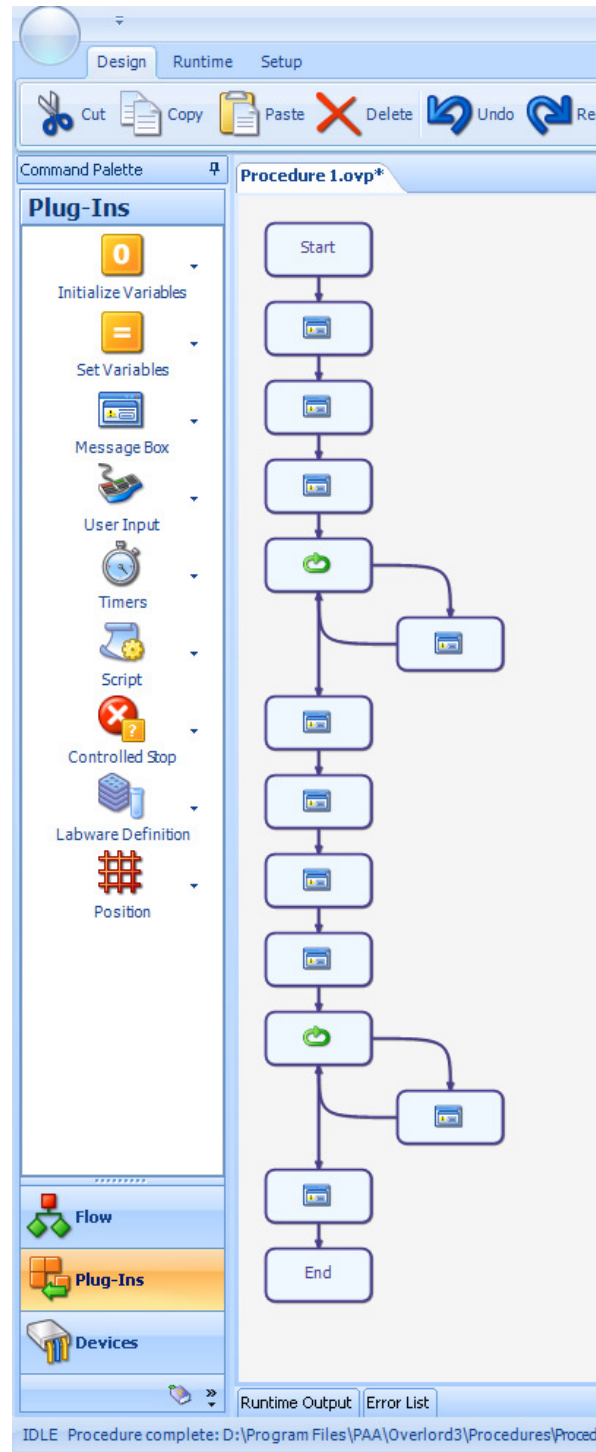 Design Runtime Setup
Cut Copy Paste Delete Undo Re
Command Palette
Plug-Ins
0
Initialize Variables
=
Set Variables
Message Box
User Input
Timers
Script
?
Controlled Stop
Labware Definition
Position
Flow
Plug-Ins
Devices
Procedure 1.ovp*
Start
End
Runtime Output Error List
IDLE Procedure complete: D:\Program Files\PAA\Overlord3\Procedures\Proced